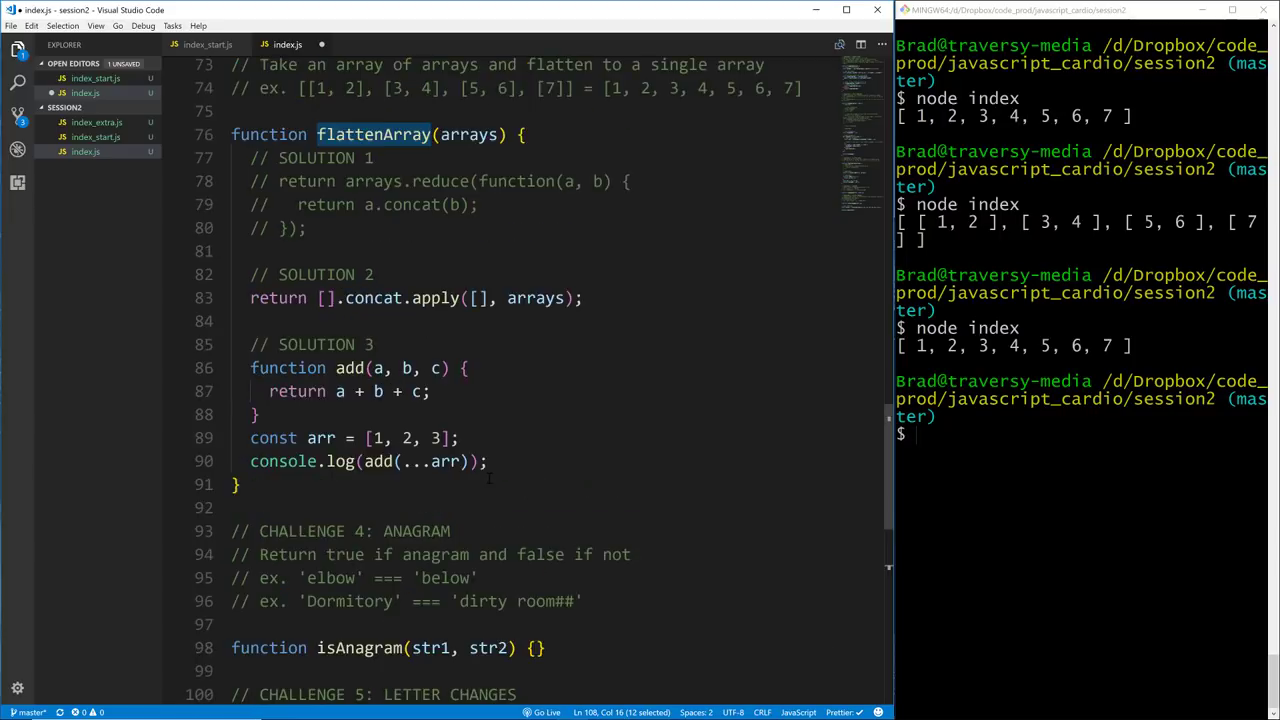 index.js - session2 - Visual Studio Code
File Edit Selection View Go Debug Tasks Help
EXPLORER
OPEN EDITORS 1 UNSAVED
index_start.js U
index.js U
SESSION2
index_extra.js U
index_start.js U
index.js U
index_start.js index.js
73 // Take an array of arrays and flatten to a single array
74 // ex. [[1, 2], [3, 4], [5, 6], [7]] = [1, 2, 3, 4, 5, 6, 7]
75
76 function flattenArray(arrays) {
77 // SOLUTION 1
78 // return arrays.reduce(function(a, b) {
79 // return a.concat(b);
80 // });
81
82 // SOLUTION 2
83 return [].concat.apply([], arrays);
84
85 // SOLUTION 3
86 function add(a, b, c) {
87 return a + b + c;
88 }
89 const arr = [1, 2, 3];
90 console.log(add(...arr));
91 }
92
93 // CHALLENGE 4: ANAGRAM
94 // Return true if anagram and false if not
95 // ex. 'elbow' === 'below'
96 // ex. 'Dormitory' === 'dirty room##'
97
98 function isAnagram(str1, str2) {}
99
100 // CHALLENGE 5: LETTER CHANGES
master* 0 0 Go Live Ln 108, Col 16 (12 selected) Spaces: 2 UTF-8 CRLF JavaScript Prettier: ✓
MINGW64:/d/Dropbox/code_prod/javascript_cardio/session2
Brad@traversy-media /d/Dropbox/code_
prod/javascript_cardio/session2 (mas
ter)
$ node index
[ 1, 2, 3, 4, 5, 6, 7 ]
Brad@traversy-media /d/Dropbox/code_
prod/javascript_cardio/session2 (mas
ter)
$ node index
[ [ 1, 2 ], [ 3, 4 ], [ 5, 6 ], [ 7
] ]
Brad@traversy-media /d/Dropbox/code_
prod/javascript_cardio/session2 (mas
ter)
$ node index
[ 1, 2, 3, 4, 5, 6, 7 ]
Brad@traversy-media /d/Dropbox/code_
prod/javascript_cardio/session2 (mas
ter)
$